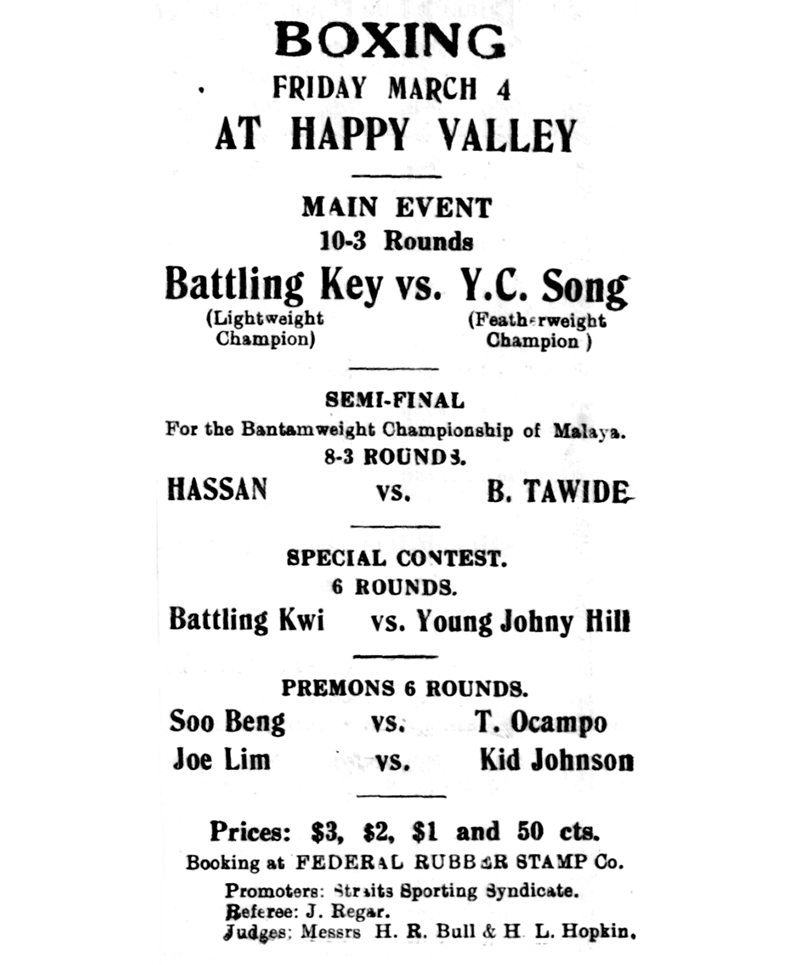 BOXING
FRIDAY MARCH 4
AT HAPPY VALLEY
MAIN EVENT
10-3 Rounds
Battling Key vs. Y.C. Song
(Lightweight Champion) (Featherweight Champion)
SEMI-FINAL
For the Bantamweight Championship of Malaya.
8-3 ROUNDS.
HASSAN vs. B. TAWIDE
SPECIAL CONTEST.
6 ROUNDS.
Battling Kwi vs. Young Johny Hill
PREMONS 6 ROUNDS.
Soo Beng vs. T. Ocampo
Joe Lim vs. Kid Johnson
Prices: $3, $2, $1 and 50 cts.
Booking at FEDERAL RUBBER STAMP Co.
Promoters: Straits Sporting Syndicate.
Referee: J. Regar.
Judges: Messrs H. R. Bull & H. L. Hopkin.